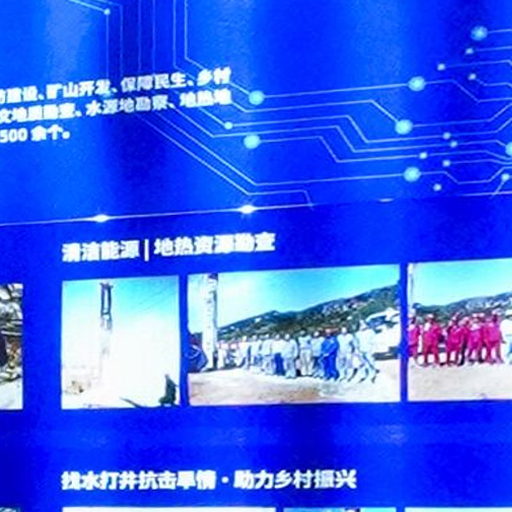 建设、矿山开发、保障民生、乡村
文地质勘查、水源地勘察、地热地
500 余个。
清洁能源 | 地热资源勘查
找水打井抗击旱情·助力乡村振兴